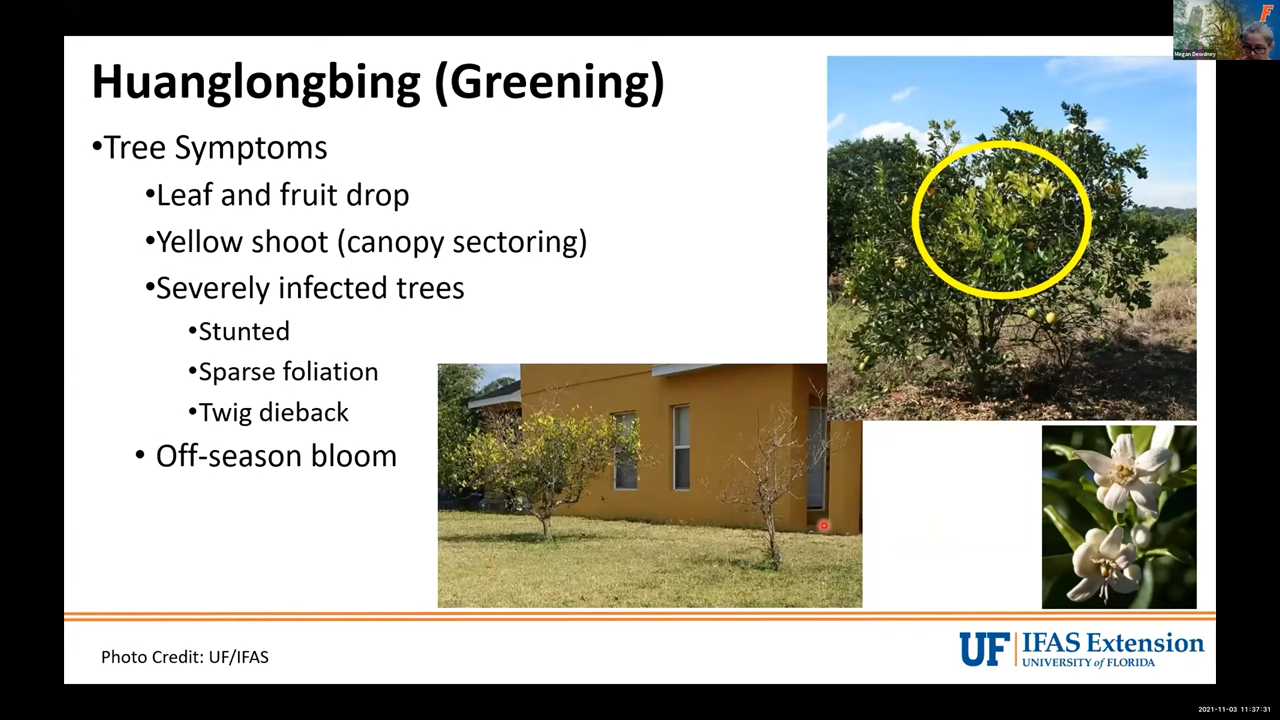 Huanglongbing (Greening)
•Tree Symptoms
•Leaf and fruit drop
•Yellow shoot (canopy sectoring)
•Severely infected trees
•Stunted
•Sparse foliation
•Twig dieback
• Off-season bloom
Photo Credit: UF/IFAS
UF IFAS Extension
UNIVERSITY of FLORIDA
F
Megan Dewdney
2021-11-03 11:37:31